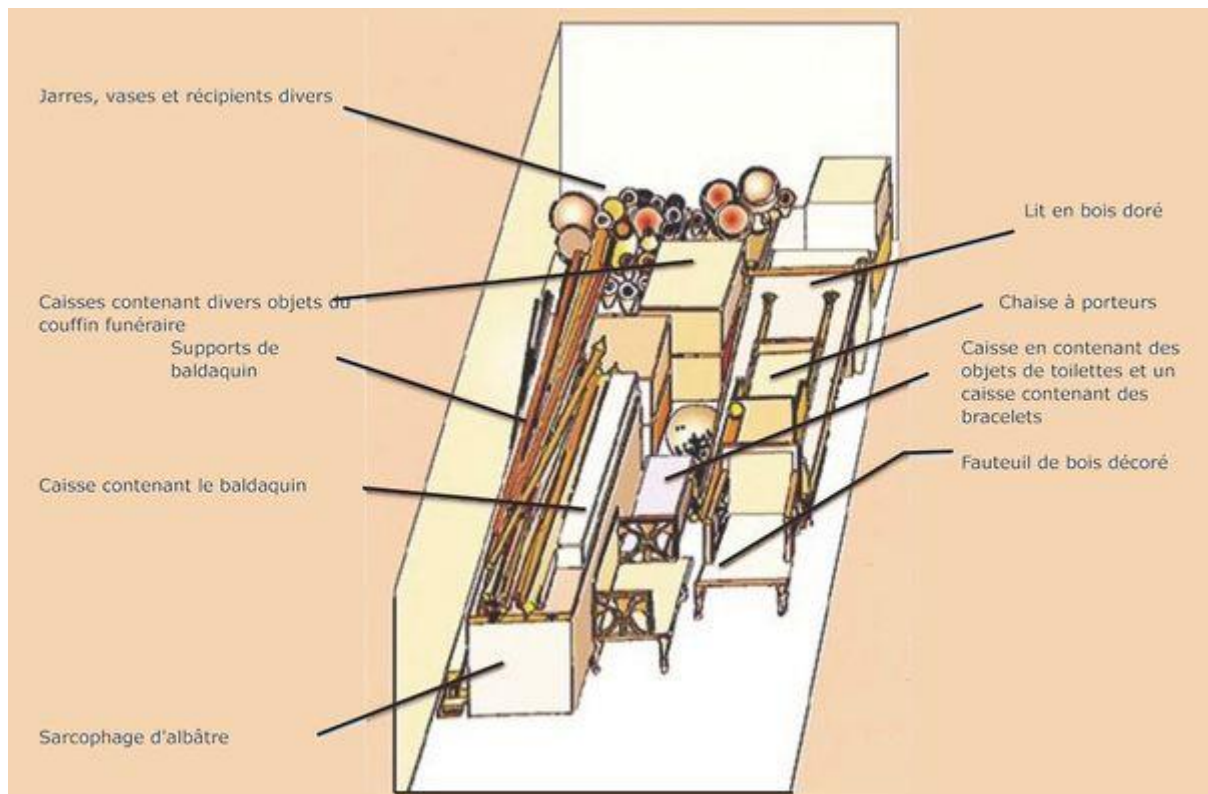 Jarres, vases et récipients divers
Caisses contenant divers objets du
couffin funéraire
Supports de
baldaquin
Caisse contenant le baldaquin
Sarcophage d'albâtre
Lit en bois doré
Chaise à porteurs
Caisse en contenant des
objets de toilettes et un
caisse contenant des
bracelets
Fauteuil de bois décoré